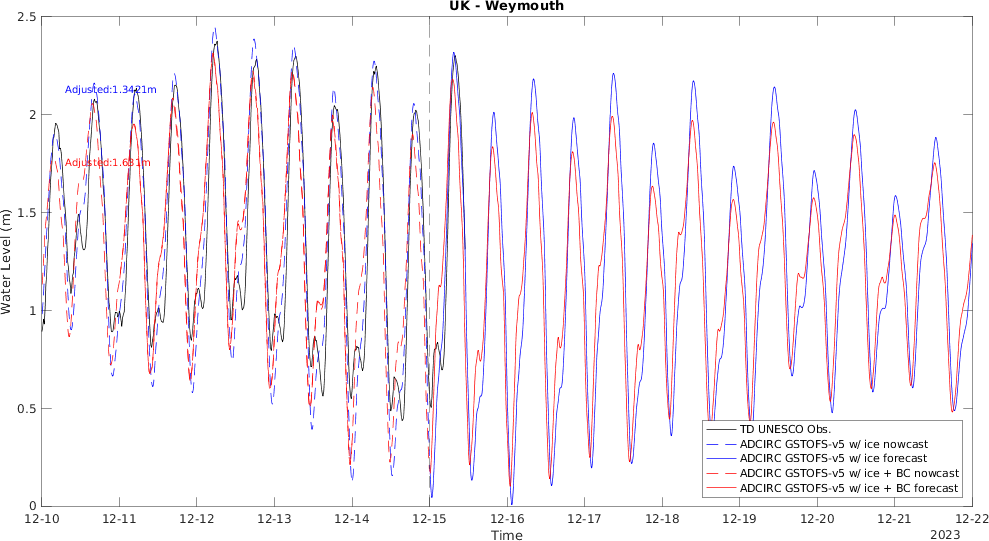 UK - Weymouth
2.5
2
1.5
1
0.5
0
Water Level (m)
Adjusted:1.3421m
Adjusted:1.631m
TD UNESCO Obs.
ADCIRC GSTOFS-v5 w/ ice nowcast
ADCIRC GSTOFS-v5 w/ ice forecast
ADCIRC GSTOFS-v5 w/ ice + BC nowcast
ADCIRC GSTOFS-v5 w/ ice + BC forecast
12-10 12-11 12-12 12-13 12-14 12-15 12-16 12-17 12-18 12-19 12-20 12-21 12-22
Time
2023